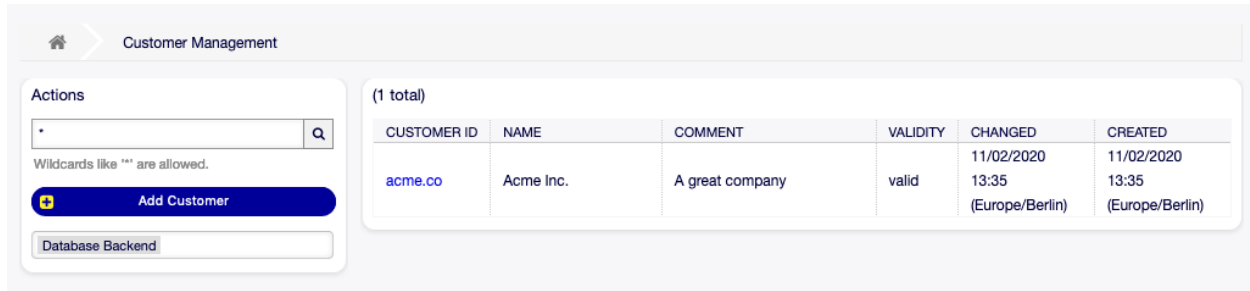 Customer Management
Actions
*
Wildcards like '*' are allowed.
Add Customer
Database Backend
(1 total)
CUSTOMER ID NAME COMMENT VALIDITY CHANGED CREATED
acme.co Acme Inc. A great company valid 11/02/2020 13:35 (Europe/Berlin) 11/02/2020 13:35 (Europe/Berlin)